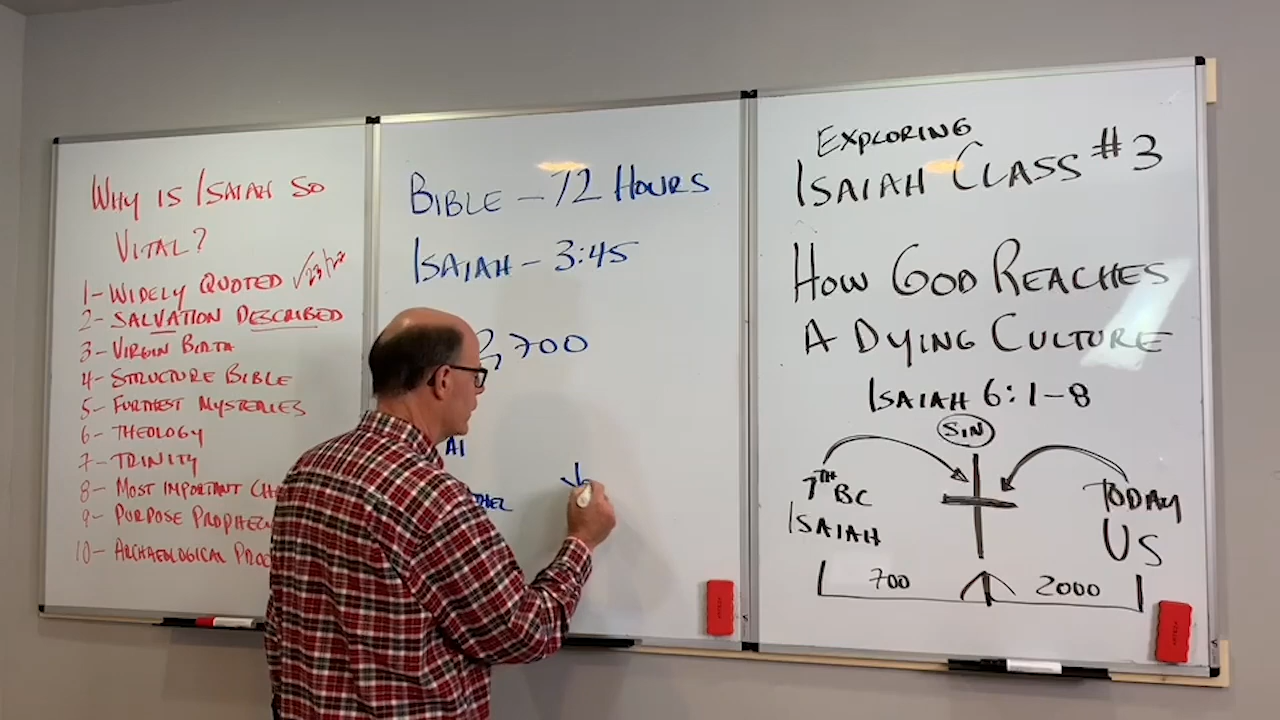 WHY IS ISAIAH SO
VITAL?
1- WIDELY QUOTED
2- SALVATION DESCRIBED
3- VIRGIN BIRTH
4- STRUCTURE BIBLE
5- FURTHEST MYSTERIES
6- THEOLOGY
7- TRINITY
8- MOST IMPORTANT
9- PURPOSE PROPHECY
10- ARCHAEOLOGICAL
BIBLE - 72 HOURS
ISAIAH - 3:45
700
EXPLORING
ISAIAH CLASS #3
HOW GOD REACHES
A DYING CULTURE
ISAIAH 6:1-8
SIN
7TH BC
ISAIAH
TODAY
US
700
2000